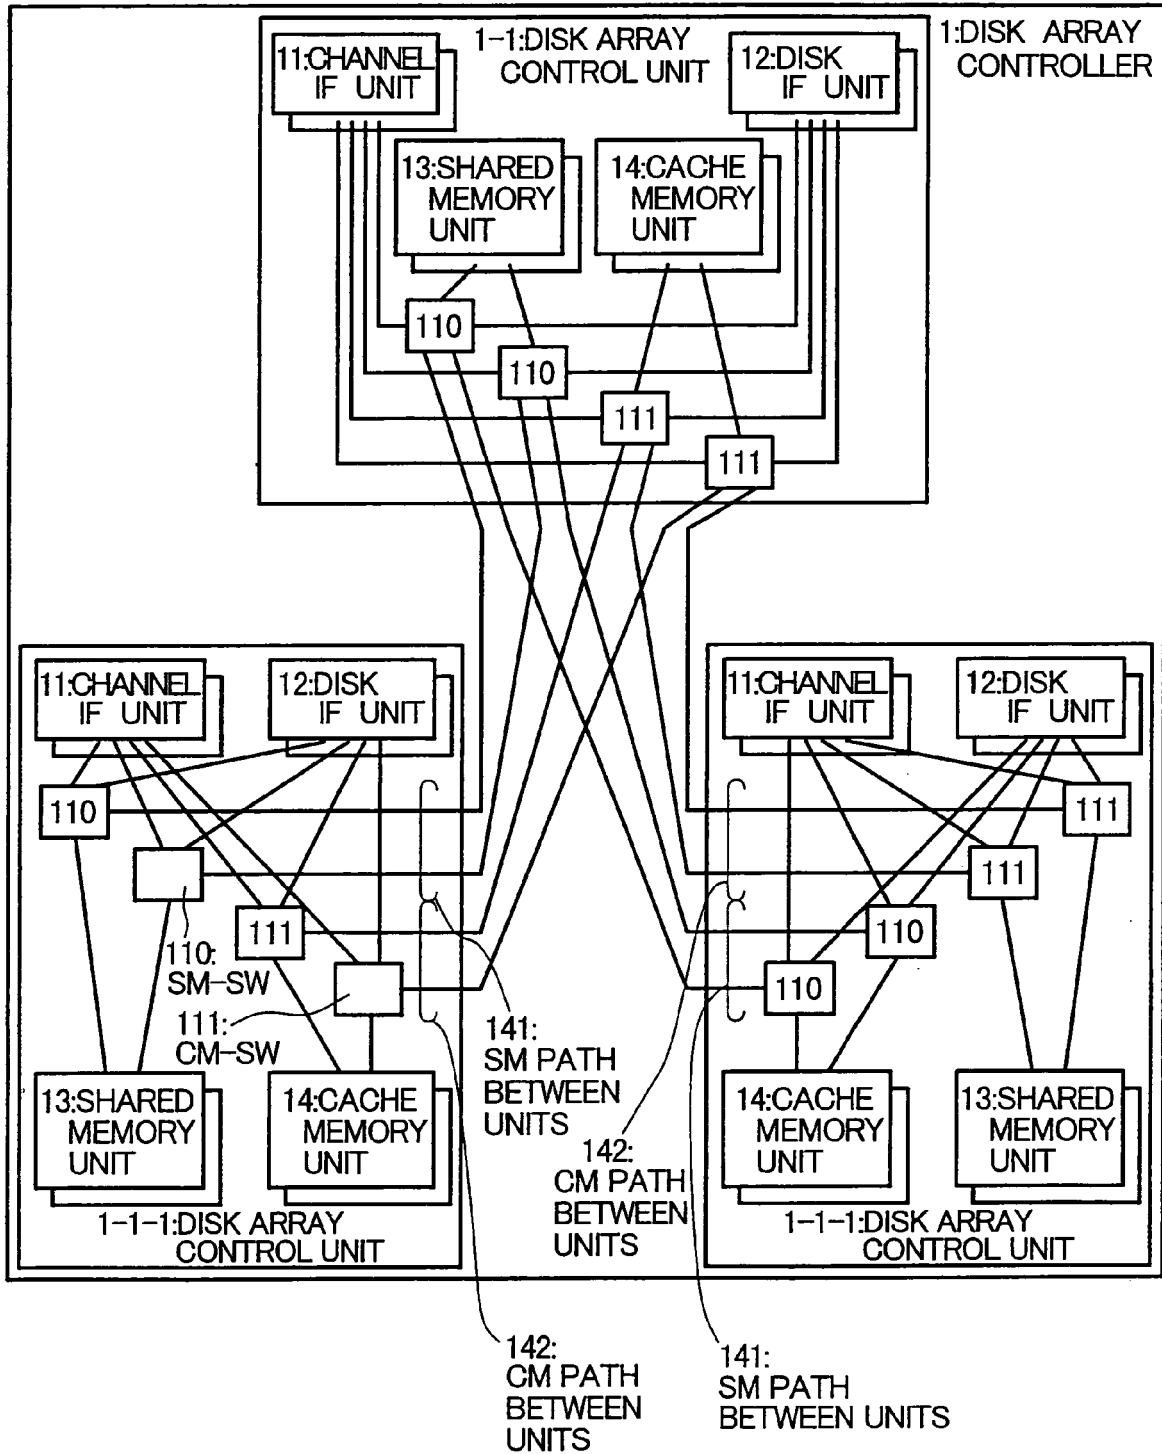 1-1:DISK ARRAY
CONTROL UNIT
1:DISK ARRAY
CONTROLLER
11:CHANNEL
IF UNIT
12:DISK
IF UNIT
13:SHARED
MEMORY
UNIT
14:CACHE
MEMORY
UNIT
110
110
111
111
11:CHANNEL
IF UNIT
12:DISK
IF UNIT
110
111
110:
SM-SW
111:
CM-SW
13:SHARED
MEMORY
UNIT
14:CACHE
MEMORY
UNIT
1-1-1:DISK ARRAY
CONTROL UNIT
141:
SM PATH
BETWEEN
UNITS
142:
CM PATH
BETWEEN
UNITS
11:CHANNEL
IF UNIT
12:DISK
IF UNIT
111
111
110
110
14:CACHE
MEMORY
UNIT
13:SHARED
MEMORY
UNIT
1-1-1:DISK ARRAY
CONTROL UNIT
142:
CM PATH
BETWEEN
UNITS
141:
SM PATH
BETWEEN UNITS